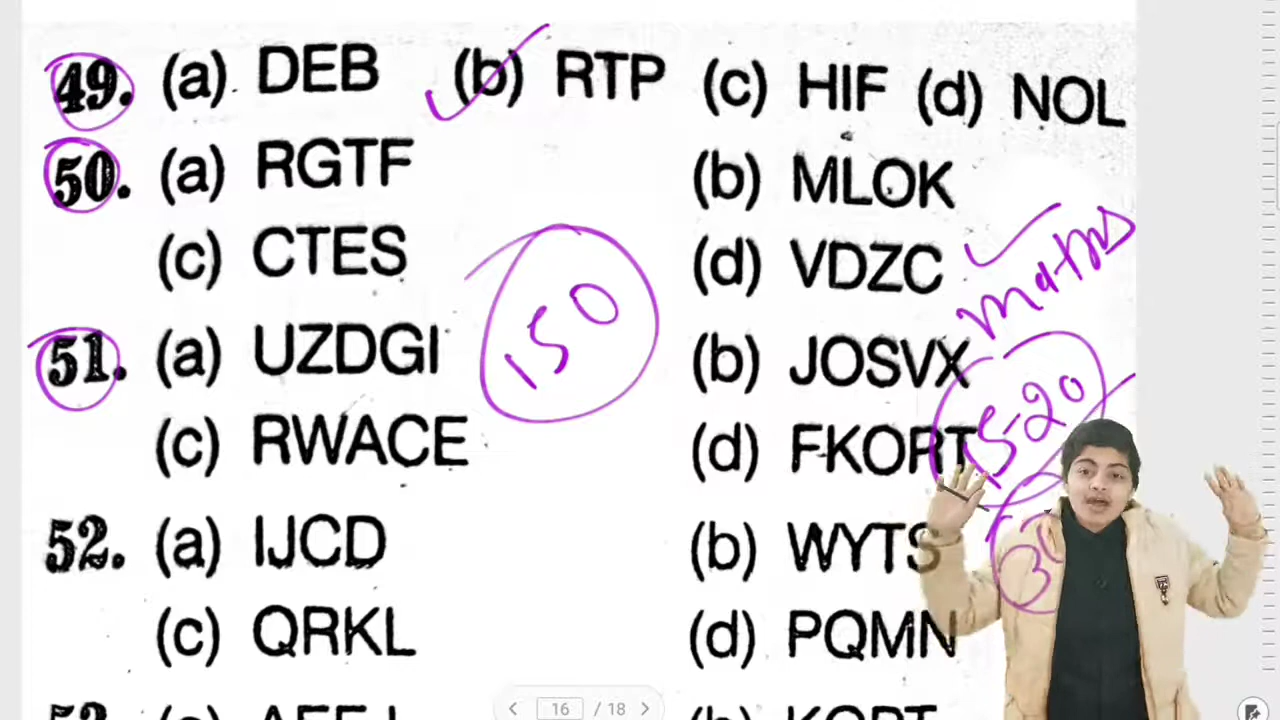 49. (a) DEB (b) RTP (c) HIF (d) NOL
50. (a) RGTF (b) MLOK
(c) CTES (d) VDZC
maths
150
51. (a) UZDGI (b) JOSVX
15-20
(c) RWACE (d) FKORT
52. (a) IJCD (b) WYTS
(c) QRKL (d) PQMN
16 / 18